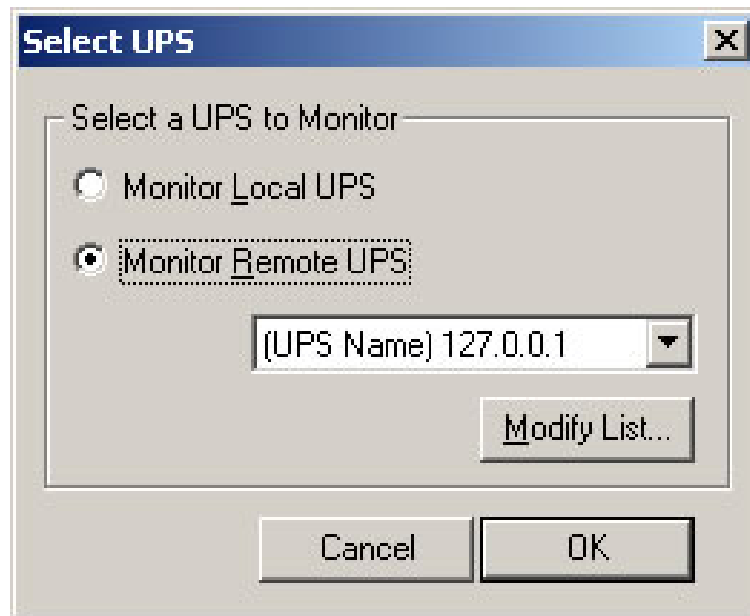 Select UPS
Select a UPS to Monitor
Monitor Local UPS
Monitor Remote UPS
(UPS Name) 127.0.0.1
Modify List...
Cancel OK